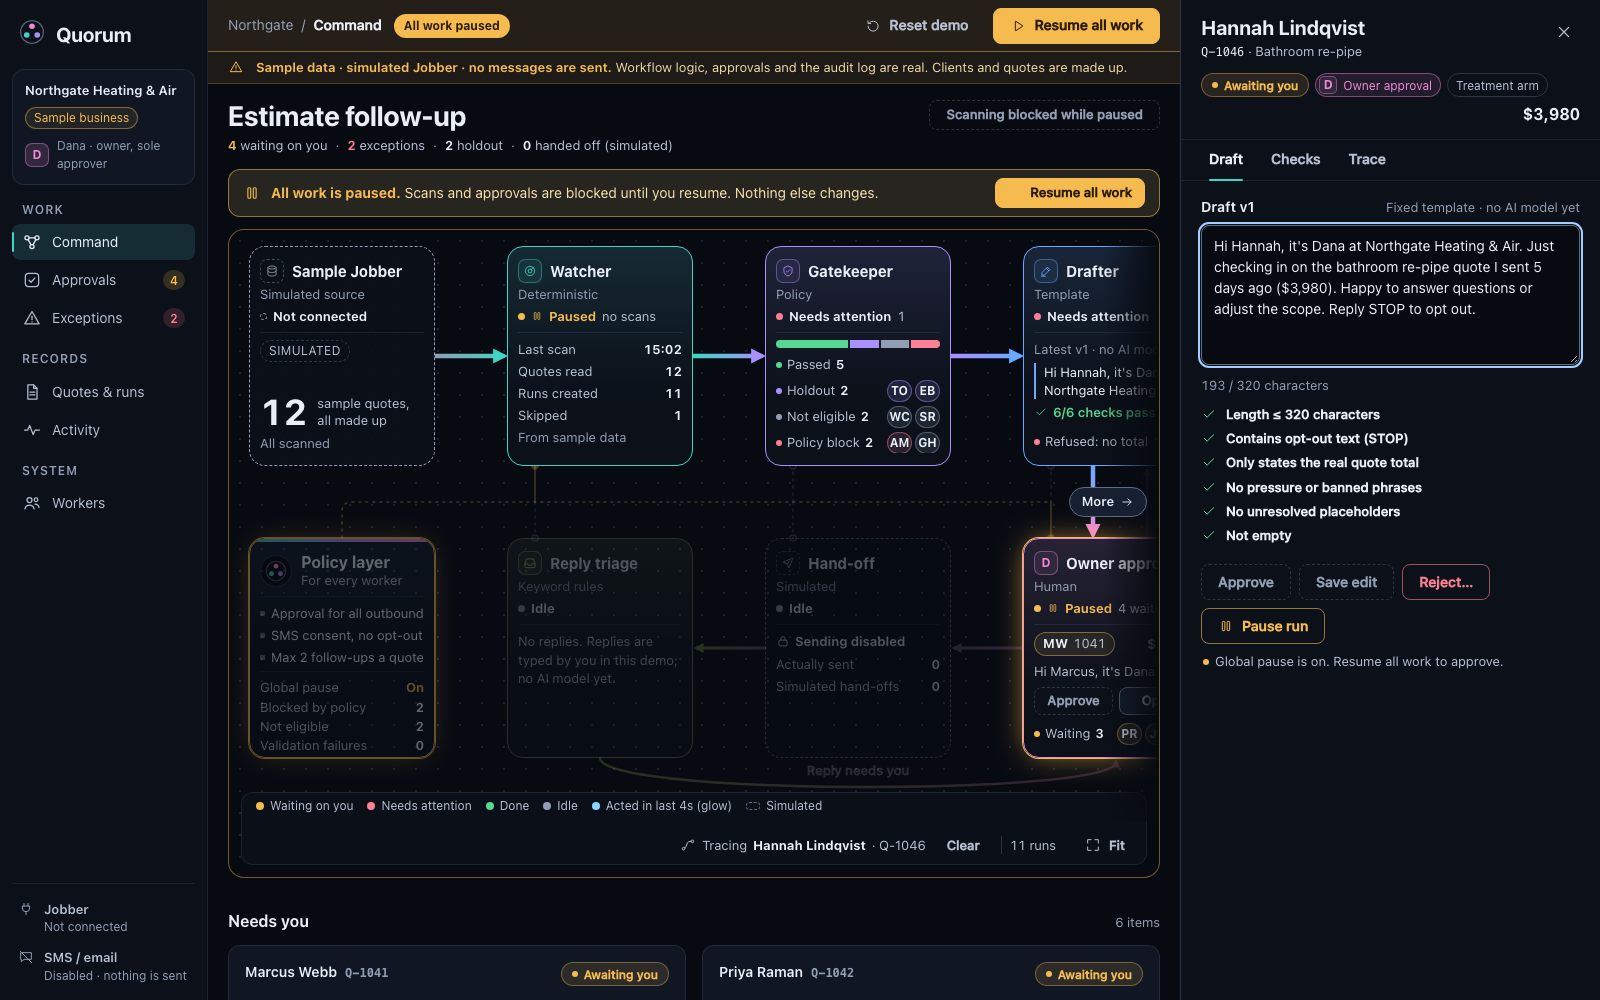 Quorum
Northgate Heating & Air
Sample business
D
Dana · owner, sole
approver
WORK
Command
Approvals
4
Exceptions
2
RECORDS
Quotes & runs
Activity
SYSTEM
Workers
Jobber
Not connected
SMS / email
Disabled · nothing is sent
Northgate / Command
All work paused
Reset demo
Resume all work
Sample data · simulated Jobber · no messages are sent. Workflow logic, approvals and the audit log are real. Clients and quotes are made up.
Estimate follow-up
Scanning blocked while paused
4 waiting on you · 2 exceptions · 2 holdout · 0 handed off (simulated)
All work is paused. Scans and approvals are blocked until you resume. Nothing else changes.
Resume all work
Sample Jobber
Simulated source
Not connected
SIMULATED
12 sample quotes,
all made up
All scanned
Watcher
Deterministic
Paused no scans
Last scan 15:02
Quotes read 12
Runs created 11
Skipped 1
From sample data
Gatekeeper
Policy
Needs attention 1
Passed 5
Holdout 2 TO EB
Not eligible 2 WC SR
Policy block 2 AM GH
Drafter
Template
Needs attention
Latest v1 · no AI mo
Hi Hannah, it's Da
Northgate Heating
6/6 checks pass
Refused: no total
More →
Policy layer
For every worker
Approval for all outbound
SMS consent, no opt-out
Max 2 follow-ups a quote
Global pause On
Blocked by policy 2
Not eligible 2
Validation failures 0
Reply triage
Keyword rules
Idle
No replies. Replies are
typed by you in this demo;
no AI model yet.
Hand-off
Simulated
Idle
Sending disabled
Actually sent 0
Simulated hand-offs 0
D
Owner appro
Human
Paused 4 wait
MW 1041 $
Hi Marcus, it's Dana
Approve
Op
Waiting 3 PR J
Reply needs you
Waiting on you
Needs attention
Done
Idle
Acted in last 4s (glow)
Simulated
Tracing Hannah Lindqvist · Q-1046
Clear
11 runs
Fit
Needs you
6 items
Marcus Webb Q-1041
Awaiting you
Priya Raman Q-1042
Awaiting you
Hannah Lindqvist
Q-1046 · Bathroom re-pipe
Awaiting you
D Owner approval
Treatment arm
$3,980
Draft
Checks
Trace
Draft v1
Fixed template · no AI model yet
Hi Hannah, it's Dana at Northgate Heating & Air. Just
checking in on the bathroom re-pipe quote I sent 5
days ago ($3,980). Happy to answer questions or
adjust the scope. Reply STOP to opt out.
193 / 320 characters
Length ≤ 320 characters
Contains opt-out text (STOP)
Only states the real quote total
No pressure or banned phrases
No unresolved placeholders
Not empty
Approve
Save edit
Reject...
Pause run
Global pause is on. Resume all work to approve.